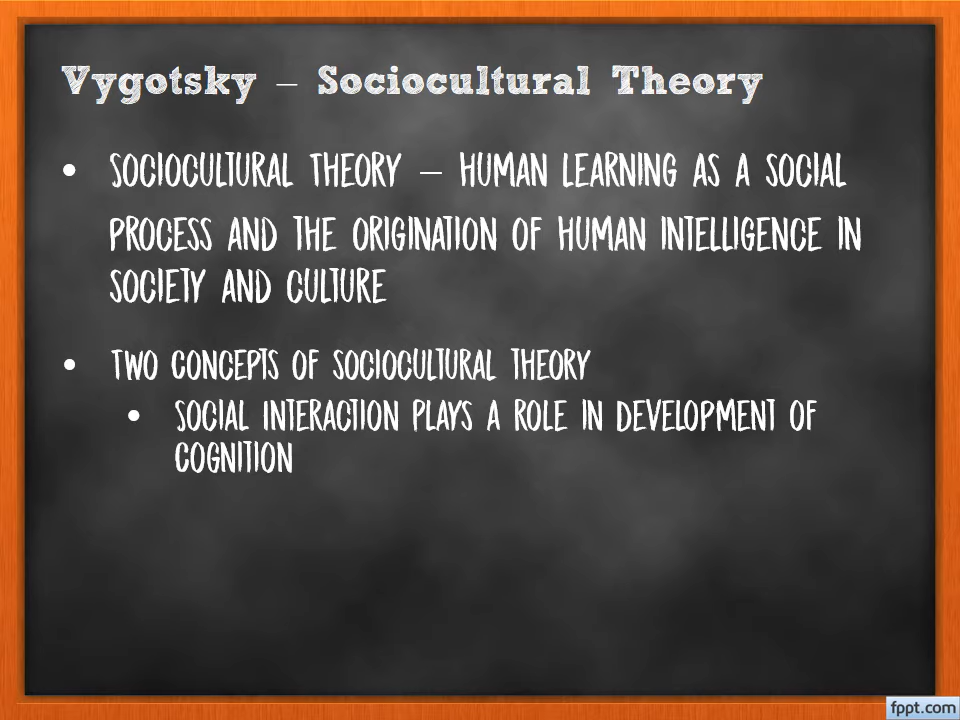 Vygotsky – Sociocultural Theory
• SOCIOCULTURAL THEORY – HUMAN LEARNING AS A SOCIAL
PROCESS AND THE ORIGINATION OF HUMAN INTELLIGENCE IN
SOCIETY AND CULTURE
• TWO CONCEPTS OF SOCIOCULTURAL THEORY
• SOCIAL INTERACTION PLAYS A ROLE IN DEVELOPMENT OF
COGNITION
fppt.com